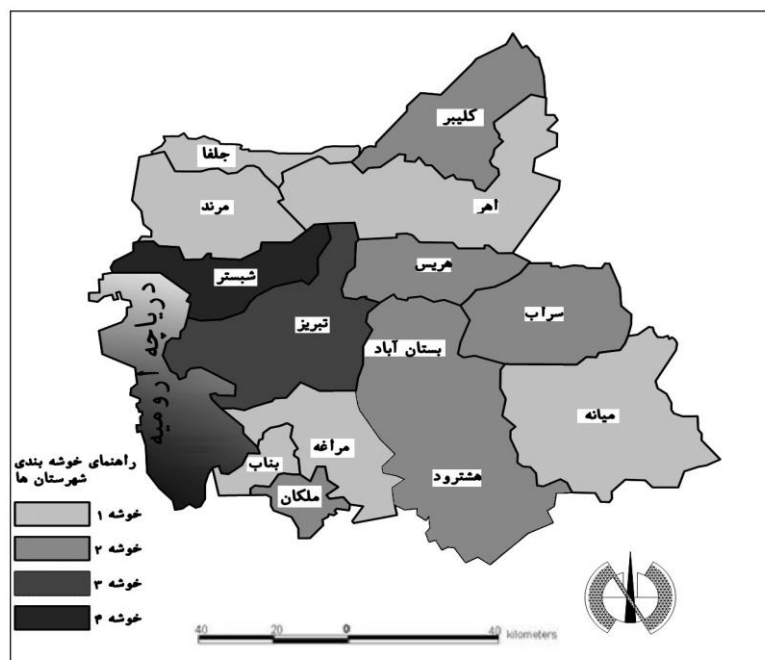 کلیبر
جلفا
اهر
مرند
هریس
شبستر
سراب
تبریز
بستان آباد
دریاچه ارومیه
میانه
مراغه
بناب
هشترود
ملکان
راهنمای خوشه بندی
شهرستان ها
خوشه ۱
خوشه ۲
خوشه ۳
خوشه ۴
40 20 0 40 kilometers